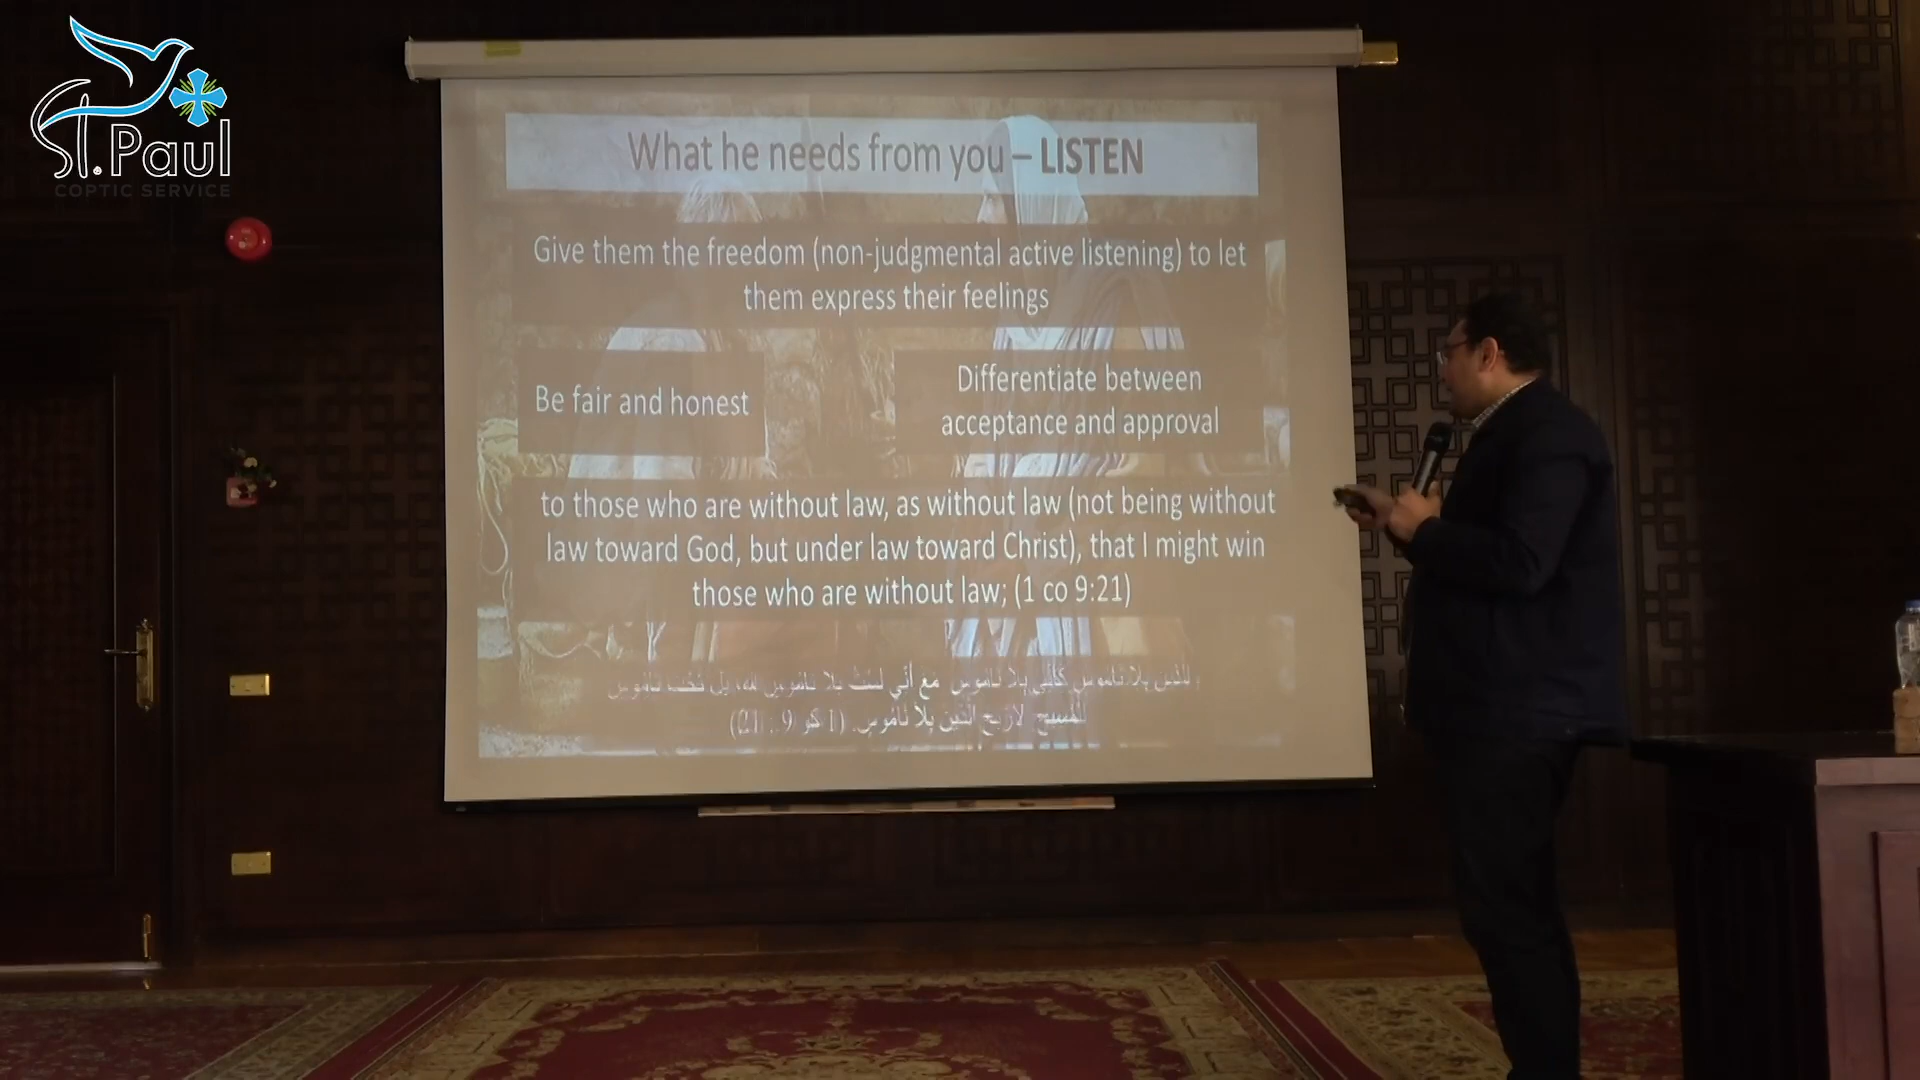 St.Paul
COPTIC SERVICE
What he needs from you – LISTEN
Give them the freedom (non-judgmental active listening) to let
them express their feelings
Be fair and honest
Differentiate between
acceptance and approval
to those who are without law, as without law (not being without
law toward God, but under law toward Christ), that I might win
those who are without law; (1 co 9:21)
وللذين بلا ناموس كأني بلا ناموس مع أني لست بلا ناموس لله، بل تحت ناموس
للمسيح لأربح الذين بلا ناموس. (1 كو 9: 21)